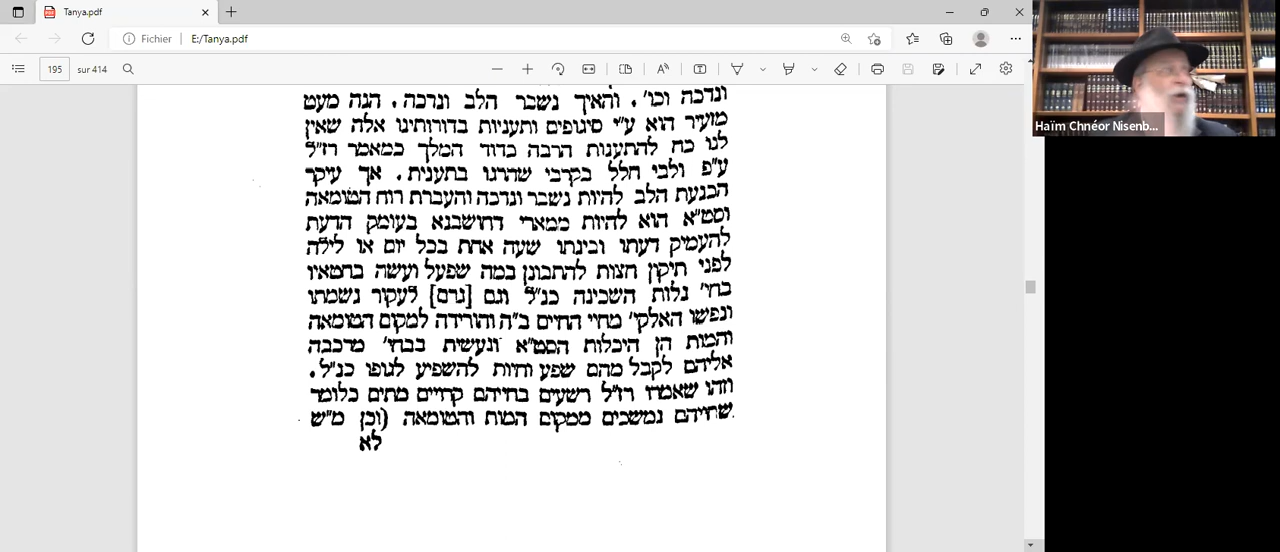 Tanya.pdf
Fichier
E:/Tanya.pdf
195
sur 414
Haïm Chnéor Nisenb...
ונדכה וכו'. והאיך נשבר הלב ונדכה. הנה מעט
מזעיר הוא ע"י סיגופים ותעניות בדורותינו אלה שאין
לנו כח להתענות הרבה כדוד המלך כמאמר רז"ל
ע"פ ולבי חלל בקרבי שהרגו בתענית. אך עיקר
הכנעת הלב להיות נשבר ונדכה והעברת רוח הטומאה
וסט"א הוא להיות ממארי דחושבנא בעומק הדעת
להעמיק דעתו ובינתו שעה אחת בכל יום או לילה
לפני תיקון חצות להתבונן במה שפעל ועשה בחטאיו
בחי' גלות השכינה כנ"ל וגם [גרם] לעקור נשמתו
ונפשו האלקי' מחיי החיים ב"ה והורידה למקום הטומאה
והמות הן היכלות הסט"א ונעשית בבחי' מרכבה
אליהם לקבל מהם שפע וחיות להשפיע לגופו כנ"ל.
וזהו שאמרו רז"ל רשעים בחייהם קרויים מתים כלומר
שחייהם נמשכים ממקום המות והטומאה (וכן מ"ש
לא